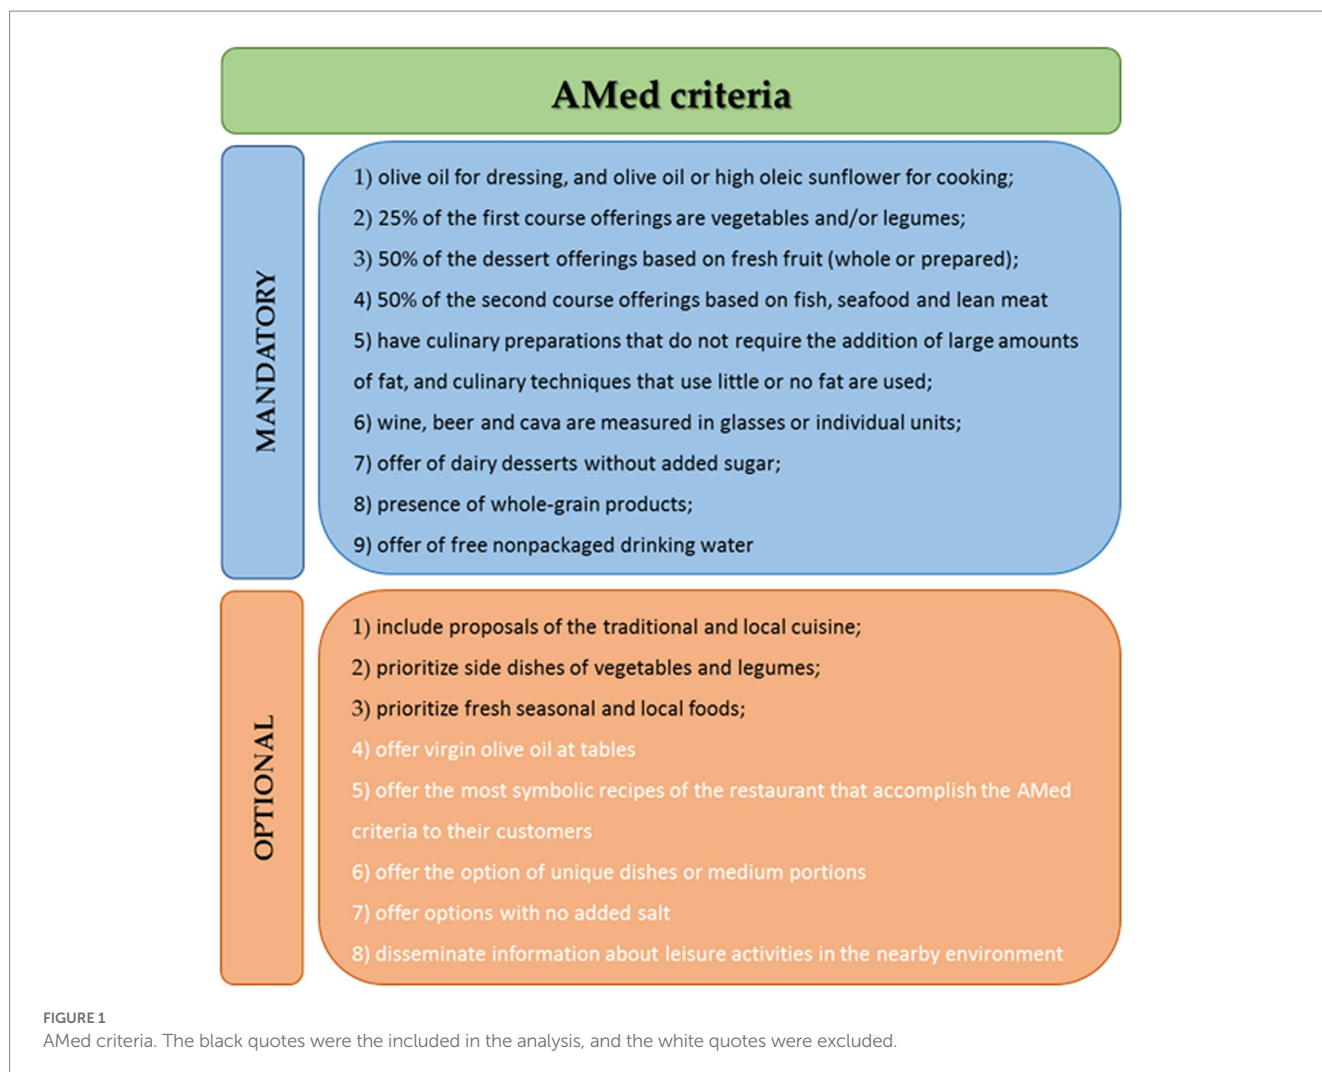 AMed criteria
MANDATORY
1) olive oil for dressing, and olive oil or high oleic sunflower for cooking;
2) 25% of the first course offerings are vegetables and/or legumes;
3) 50% of the dessert offerings based on fresh fruit (whole or prepared);
4) 50% of the second course offerings based on fish, seafood and lean meat
5) have culinary preparations that do not require the addition of large amounts
of fat, and culinary techniques that use little or no fat are used;
6) wine, beer and cava are measured in glasses or individual units;
7) offer of dairy desserts without added sugar;
8) presence of whole-grain products;
9) offer of free nonpackaged drinking water
OPTIONAL
1) include proposals of the traditional and local cuisine;
2) prioritize side dishes of vegetables and legumes;
3) prioritize fresh seasonal and local foods;
4) offer virgin olive oil at tables
5) offer the most symbolic recipes of the restaurant that accomplish the AMed
criteria to their customers
6) offer the option of unique dishes or medium portions
7) offer options with no added salt
8) disseminate information about leisure activities in the nearby environment
FIGURE 1
AMed criteria. The black quotes were the included in the analysis, and the white quotes were excluded.